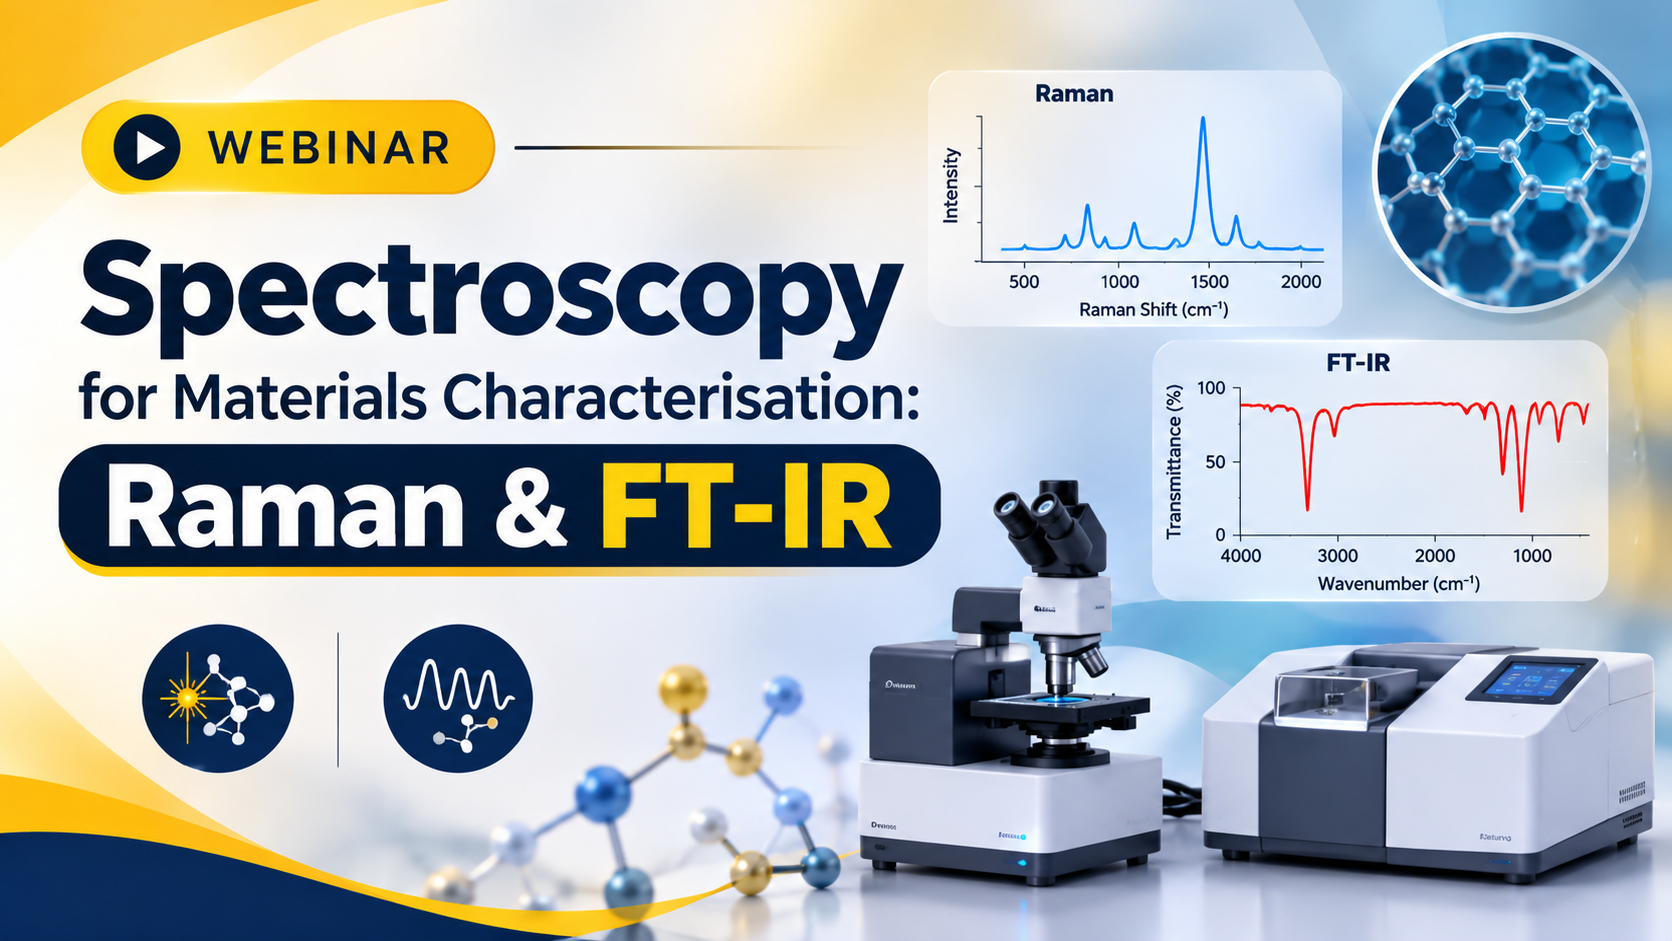 WEBINAR
Spectroscopy
for Materials Characterisation:
Raman & FT-IR
Raman
Intensity
500 1000 1500 2000
Raman Shift (cm⁻¹)
FT-IR
Transmittance (%)
100
50
0
4000 3000 2000 1000
Wavenumber (cm⁻¹)